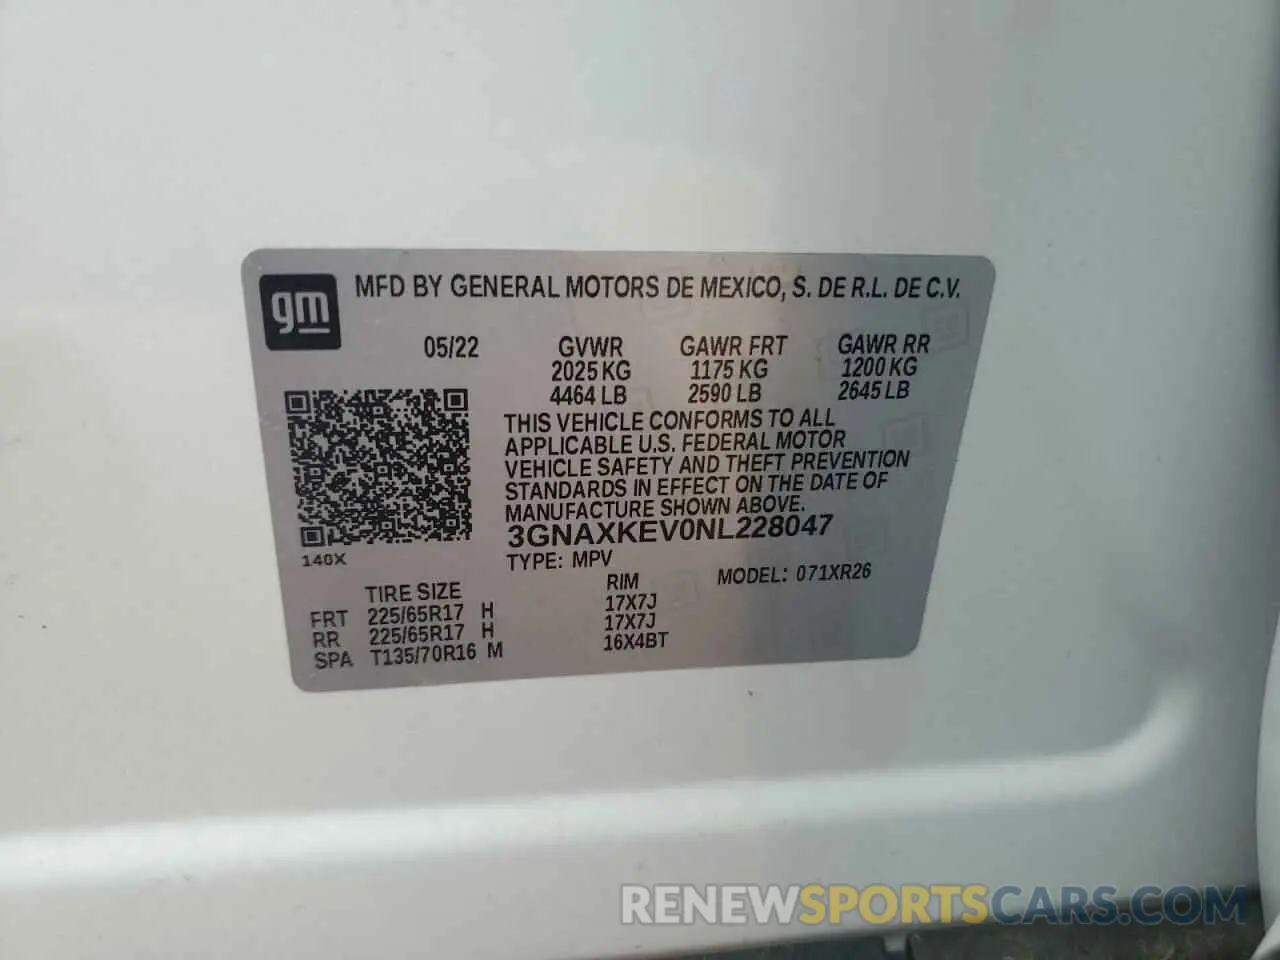 gm
MFD BY GENERAL MOTORS DE MEXICO, S. DE R.L. DE C.V.
05/22 GVWR GAWR FRT GAWR RR
2025 KG 1175 KG 1200 KG
4464 LB 2590 LB 2645 LB
THIS VEHICLE CONFORMS TO ALL
APPLICABLE U.S. FEDERAL MOTOR
VEHICLE SAFETY AND THEFT PREVENTION
STANDARDS IN EFFECT ON THE DATE OF
MANUFACTURE SHOWN ABOVE.
3GNAXKEV0NL228047
140X
TYPE: MPV MODEL: 071XR26
TIRE SIZE RIM
FRT 225/65R17 H 17X7J
RR 225/65R17 H 17X7J
SPA T135/70R16 M 16X4BT
RENEWSPORTSCARS.COM